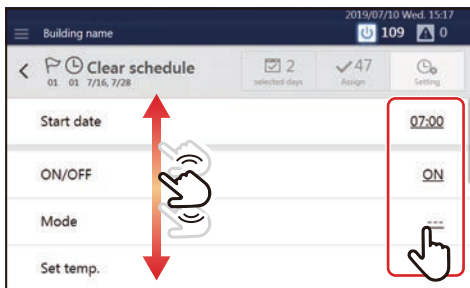 2019/07/10 Wed. 15:17
Building name
109
0
Clear schedule
01 01 7/16, 7/28
2
selected days
47
Assign
Setting
Start date
07:00
ON/OFF
ON
Mode
---
Set temp.